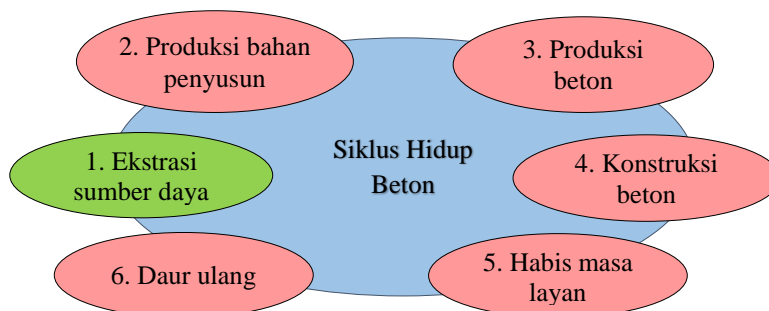 2. Produksi bahan
penyusun
3. Produksi
beton
1. Ekstrasi
sumber daya
Siklus Hidup
Beton
4. Konstruksi
beton
6. Daur ulang
5. Habis masa
layan